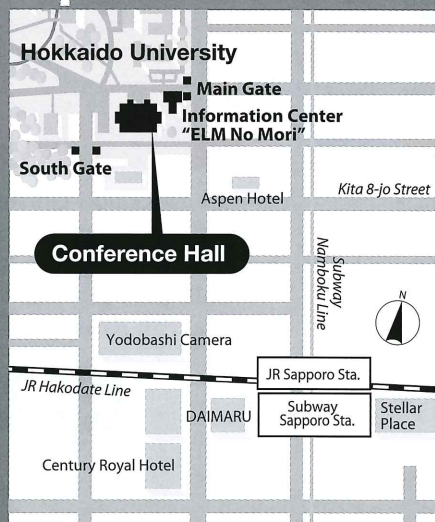 Hokkaido University
Main Gate
Information Center
“ELM No Mori”
South Gate
Aspen Hotel
Kita 8-jo Street
Conference Hall
Subway
Namboku Line
N
Yodobashi Camera
JR Hakodate Line
JR Sapporo Sta.
DAIMARU
Subway
Sapporo Sta.
Stellar
Place
Century Royal Hotel